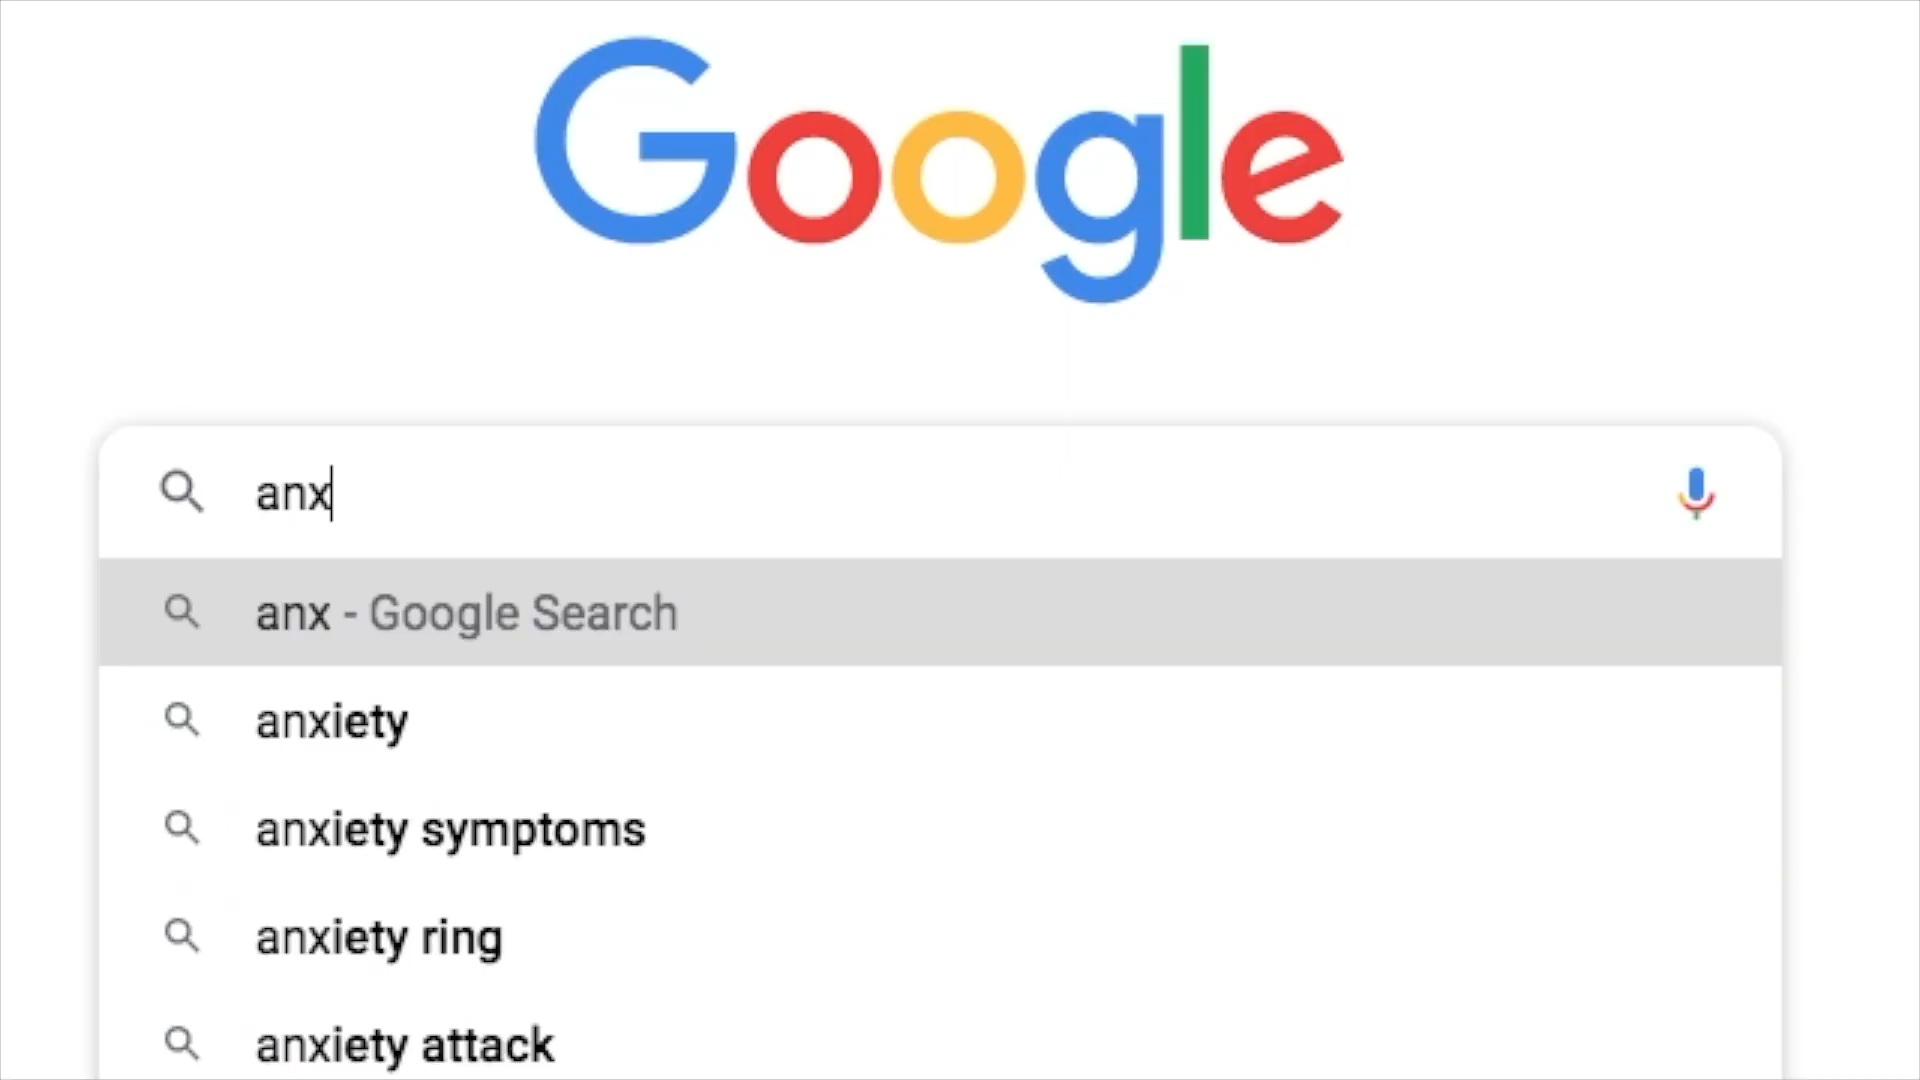 Google
anx
anx - Google Search
anxiety
anxiety symptoms
anxiety ring
anxiety attack